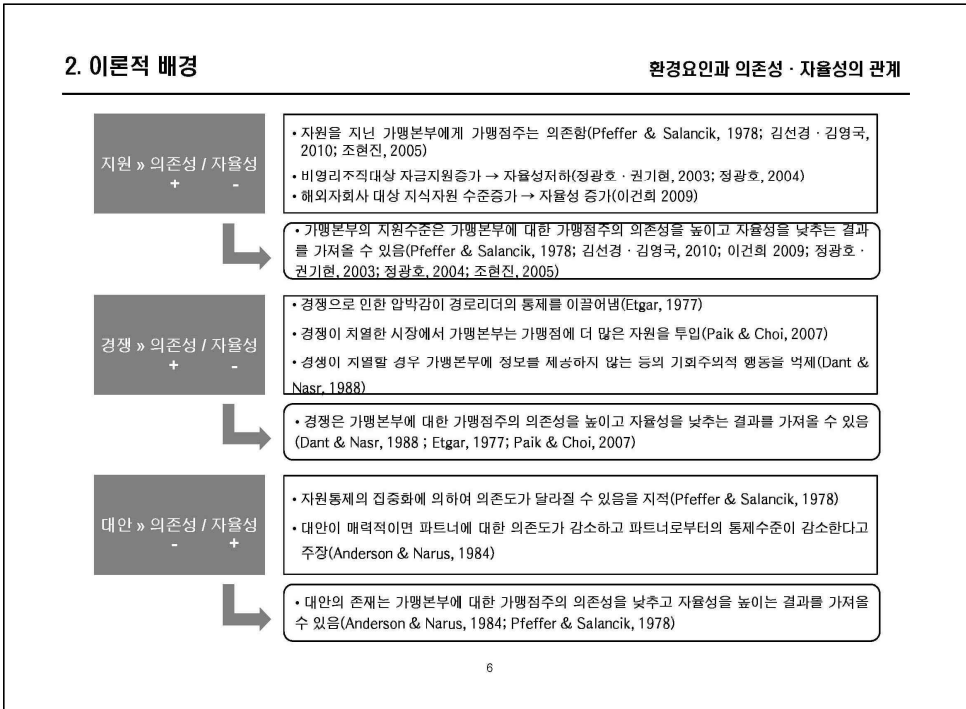 2. 이론적 배경
환경요인과 의존성 · 자율성의 관계
지원 » 의존성 / 자율성
+ -
• 자원을 지닌 가맹본부에게 가맹점주는 의존함(Pfeffer & Salancik, 1978; 김선경 · 김영국,
2010; 조현진, 2005)
• 비영리조직대상 자금지원증가 → 자율성저하(정광호 · 권기현, 2003; 정광호, 2004)
• 해외자회사 대상 지식자원 수준증가 → 자율성 증가(이건희 2009)
• 가맹본부의 지원수준은 가맹본부에 대한 가맹점주의 의존성을 높이고 자율성을 낮추는 결과
를 가져올 수 있음(Pfeffer & Salancik, 1978; 김선경 · 김영국, 2010; 이건희 2009; 정광호 ·
권기현, 2003; 정광호, 2004; 조현진, 2005)
경쟁 » 의존성 / 자율성
+ -
• 경쟁으로 인한 압박감이 경로리더의 통제를 이끌어냄(Etgar, 1977)
• 경쟁이 치열한 시장에서 가맹본부는 가맹점에 더 많은 자원을 투입(Paik & Choi, 2007)
• 경쟁이 치열할 경우 가맹본부에 정보를 제공하지 않는 등의 기회주의적 행동을 억제(Dant &
Nasr, 1988)
• 경쟁은 가맹본부에 대한 가맹점주의 의존성을 높이고 자율성을 낮추는 결과를 가져올 수 있음
(Dant & Nasr, 1988 ; Etgar, 1977; Paik & Choi, 2007)
대안 » 의존성 / 자율성
- +
• 자원통제의 집중화에 의하여 의존도가 달라질 수 있음을 지적(Pfeffer & Salancik, 1978)
• 대안이 매력적이면 파트너에 대한 의존도가 감소하고 파트너로부터의 통제수준이 감소한다고
주장(Anderson & Narus, 1984)
• 대안의 존재는 가맹본부에 대한 가맹점주의 의존성을 낮추고 자율성을 높이는 결과를 가져올
수 있음(Anderson & Narus, 1984; Pfeffer & Salancik, 1978)
6